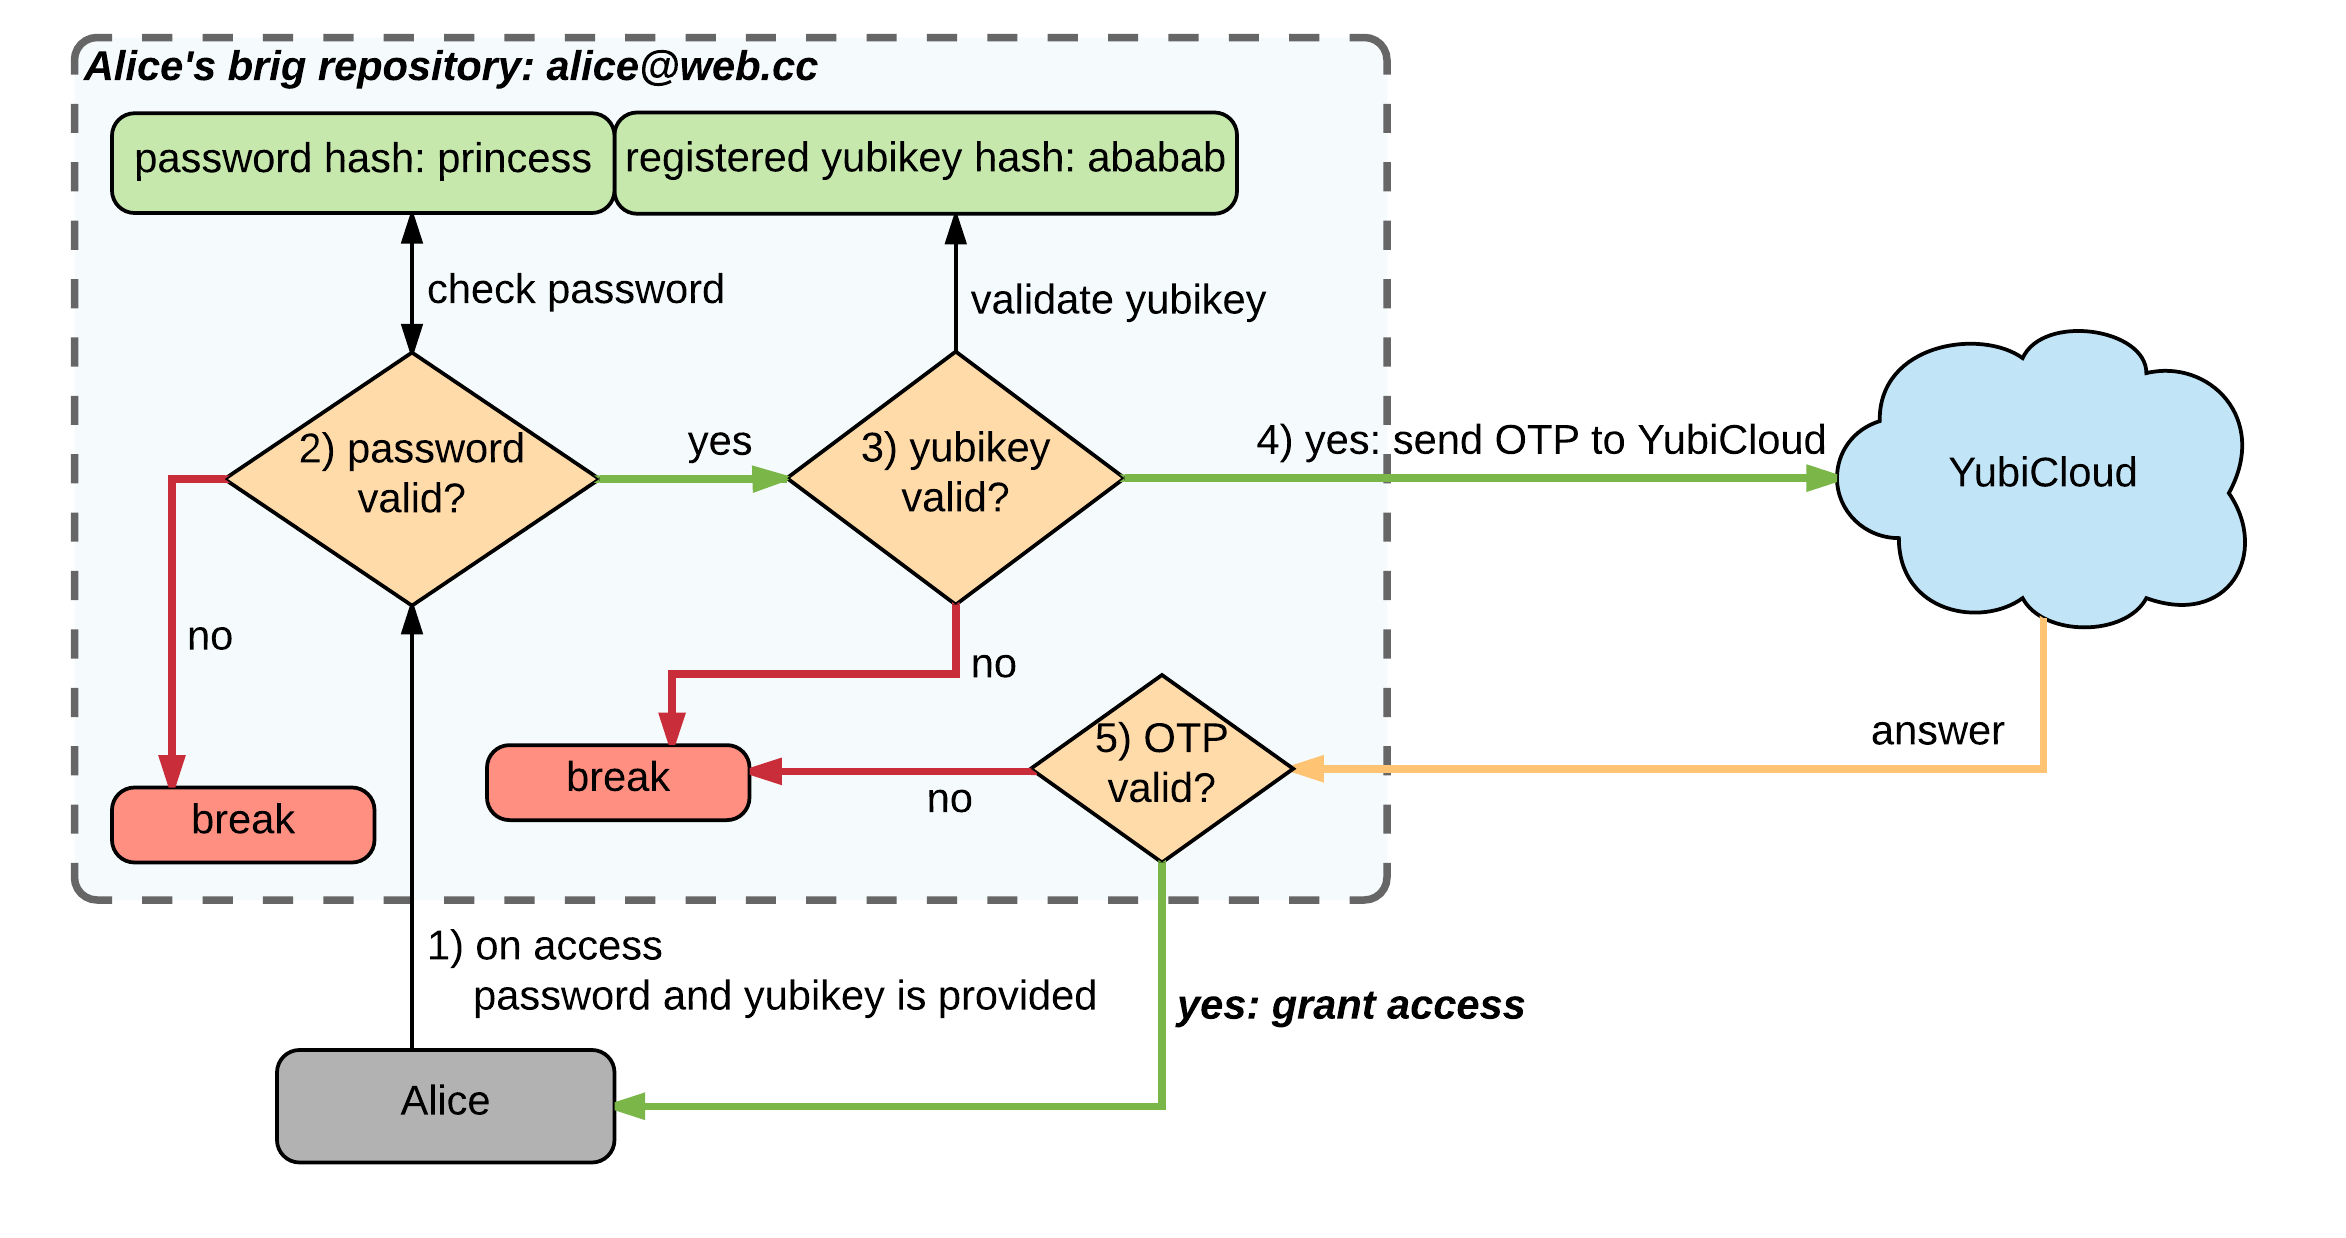 Alice's brig repository: alice@web.cc
password hash: princess
registered yubikey hash: ababab
check password
validate yubikey
2) password
valid?
yes
3) yubikey
valid?
4) yes: send OTP to YubiCloud
YubiCloud
no
no
5) OTP
valid?
answer
break
no
break
1) on access
password and yubikey is provided
yes: grant access
Alice